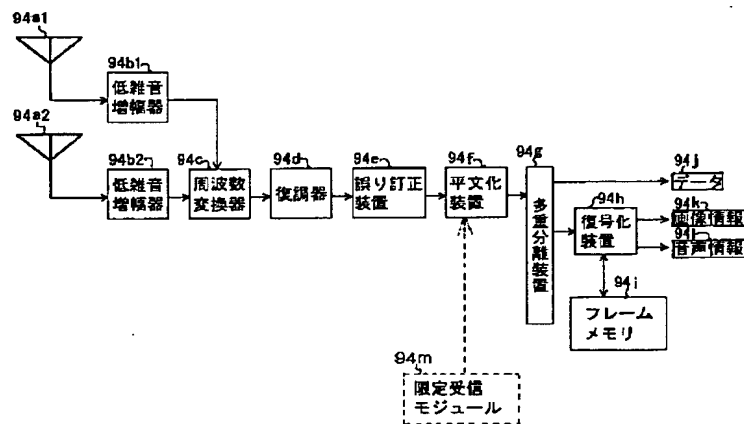 94a1
94b1
低雑音
増幅器
94a2
94b2
低雑音
増幅器
94c
周波数
変換器
94d
復調器
94e
誤り訂正
装置
94f
平文化
装置
94g
多重分離装置
94h
復号化
装置
94i
フレーム
メモリ
94j
データ
94k
画像情報
94l
音声情報
94m
限定受信
モジュール